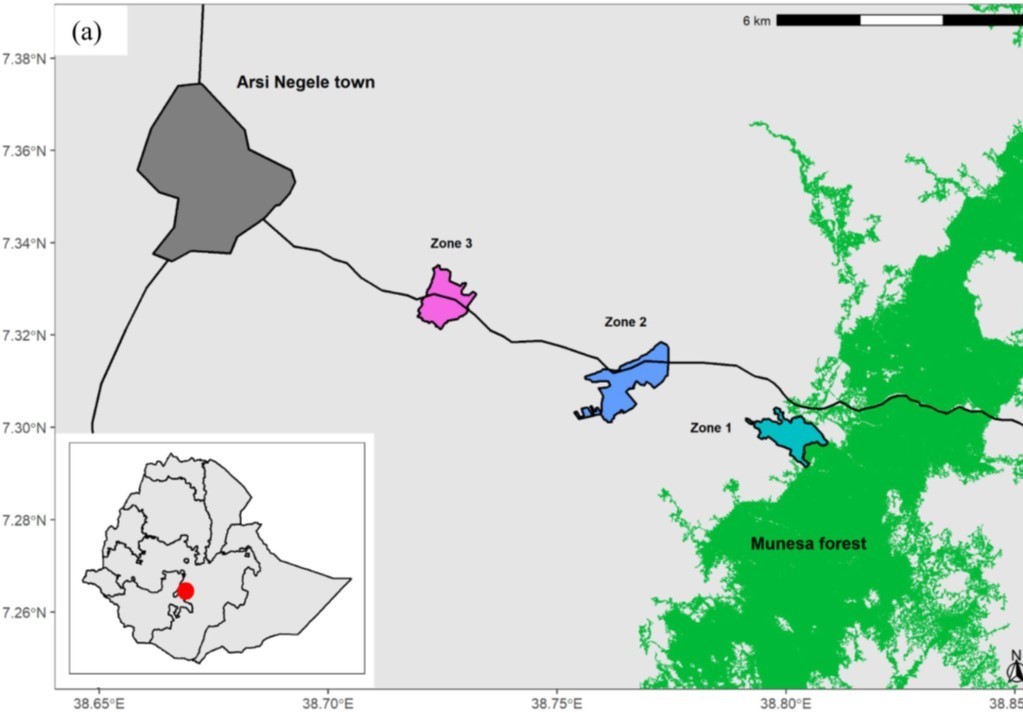 (a)
6 km
7.38°N
Arsi Negele town
7.36°N
7.34°N
Zone 3
7.32°N
Zone 2
7.30°N
Zone 1
7.28°N
Munesa forest
7.26°N
N
38.65°E
38.70°E
38.75°E
38.80°E
38.85